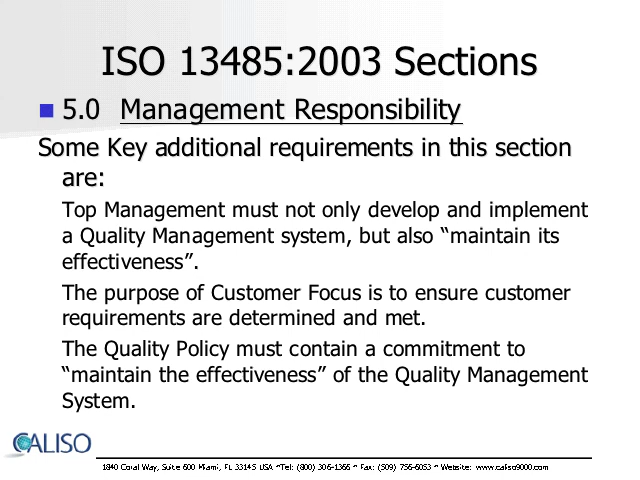 ISO 13485:2003 Sections
5.0 Management Responsibility
Some Key additional requirements in this section
are:
Top Management must not only develop and implement
a Quality Management system, but also “maintain its
effectiveness”.
The purpose of Customer Focus is to ensure customer
requirements are determined and met.
The Quality Policy must contain a commitment to
“maintain the effectiveness” of the Quality Management
System.
CALISO
1840 Coral Way, Suite 600 Miami, FL 33145 USA ~Tel: (800) 306-1366 ~ Fax: (509) 756-6053 ~ Website: www.caliso9000.com